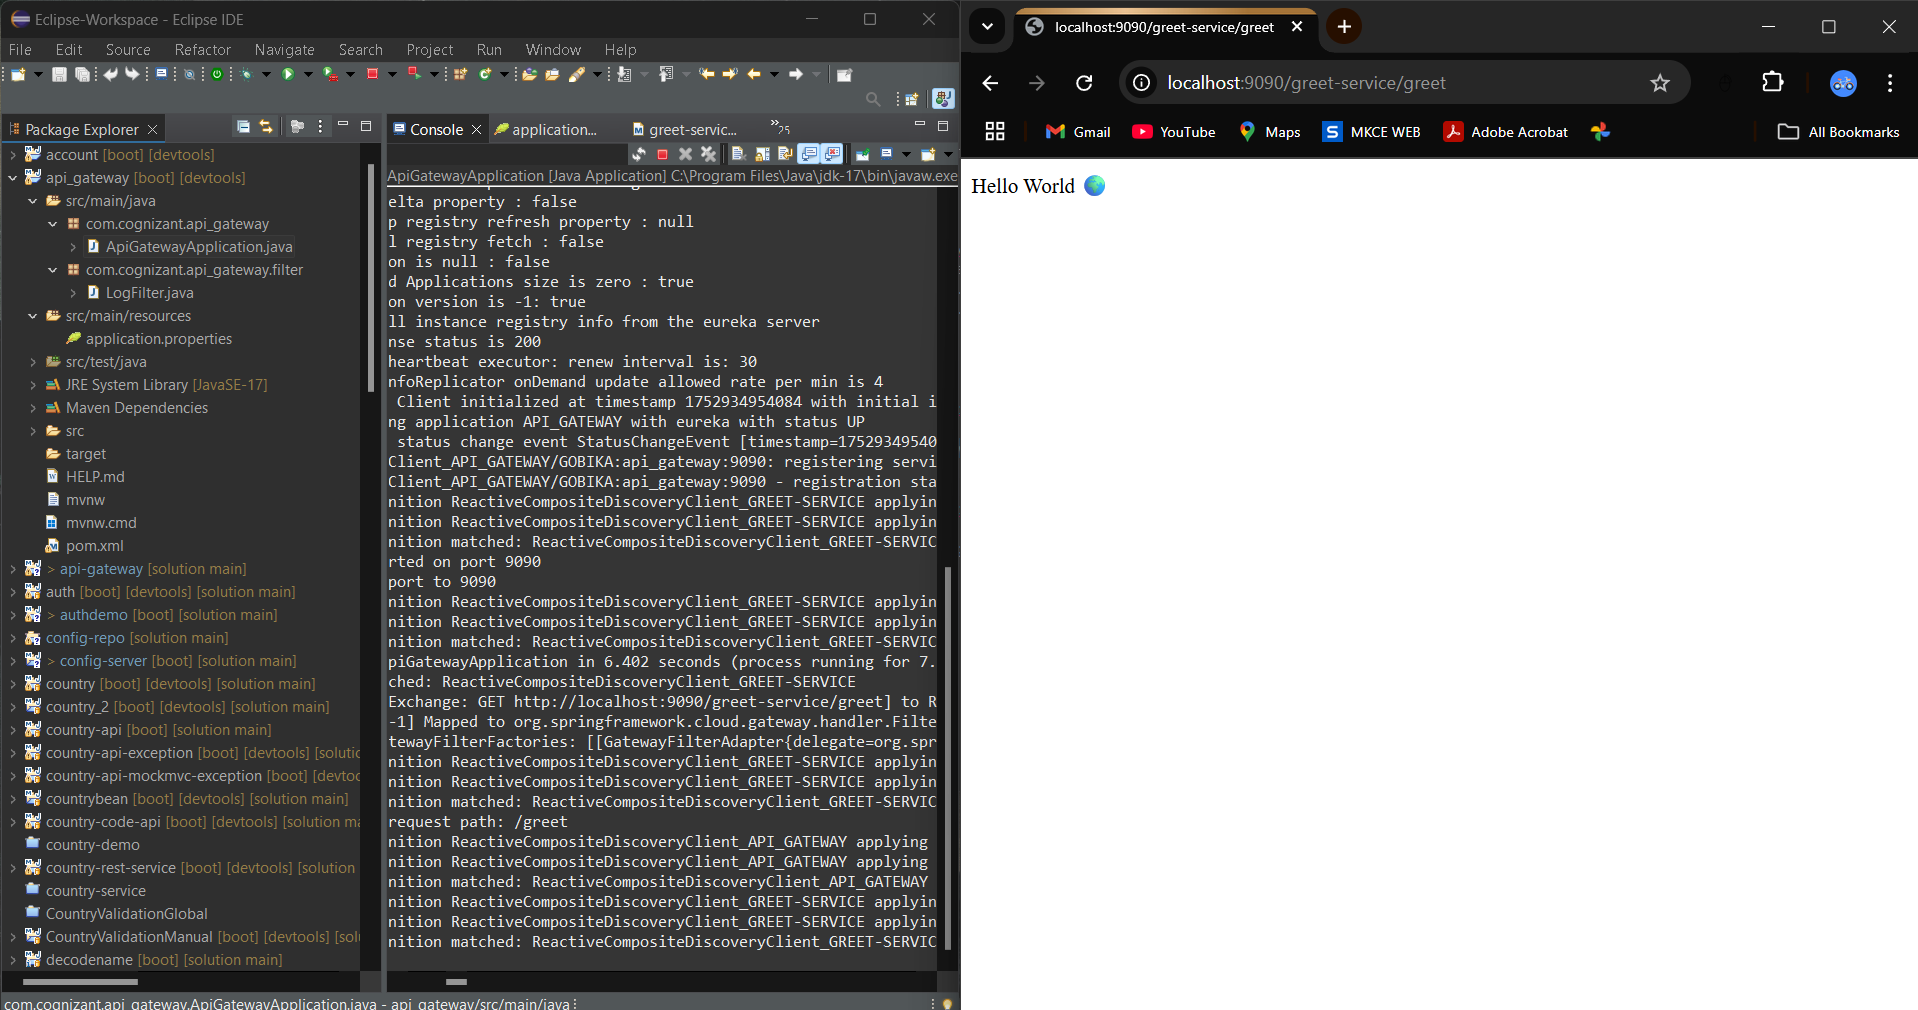 Eclipse-Workspace - Eclipse IDE
File Edit Source Refactor Navigate Search Project Run Window Help
Package Explorer
account [boot] [devtools]
api_gateway [boot] [devtools]
src/main/java
com.cognizant.api_gateway
ApiGatewayApplication.java
com.cognizant.api_gateway.filter
LogFilter.java
src/main/resources
application.properties
src/test/java
JRE System Library [JavaSE-17]
Maven Dependencies
src
target
HELP.md
mvnw
mvnw.cmd
pom.xml
> api-gateway [solution main]
auth [boot] [devtools] [solution main]
> authdemo [boot] [solution main]
config-repo [solution main]
> config-server [boot] [solution main]
country [boot] [devtools] [solution main]
country_2 [boot] [devtools] [solution main]
country-api [boot] [solution main]
country-api-exception [boot] [devtools] [solutio
country-api-mockmvc-exception [boot] [devtoo
countrybean [boot] [devtools] [solution main]
country-code-api [boot] [devtools] [solution ma
country-demo
country-rest-service [boot] [devtools] [solution
country-service
CountryValidationGlobal
CountryValidationManual [boot] [devtools] [solu
decodename [boot] [solution main]
com.cognizant.api_gateway.ApiGatewayApplication.java - api_gateway/src/main/java
Console application... greet-servic... »25
ApiGatewayApplication [Java Application] C:\Program Files\Java\jdk-17\bin\javaw.exe
elta property : false
p registry refresh property : null
l registry fetch : false
on is null : false
d Applications size is zero : true
on version is -1: true
ll instance registry info from the eureka server
nse status is 200
heartbeat executor: renew interval is: 30
nfoReplicator onDemand update allowed rate per min is 4
Client initialized at timestamp 1752934954084 with initial i
ng application API_GATEWAY with eureka with status UP
status change event StatusChangeEvent [timestamp=17529349540
Client_API_GATEWAY/GOBIKA:api_gateway:9090: registering servi
Client_API_GATEWAY/GOBIKA:api_gateway:9090 - registration sta
nition ReactiveCompositeDiscoveryClient_GREET-SERVICE applyin
nition ReactiveCompositeDiscoveryClient_GREET-SERVICE applyin
nition matched: ReactiveCompositeDiscoveryClient_GREET-SERVIC
rted on port 9090
port to 9090
nition ReactiveCompositeDiscoveryClient_GREET-SERVICE applyin
nition ReactiveCompositeDiscoveryClient_GREET-SERVICE applyin
nition matched: ReactiveCompositeDiscoveryClient_GREET-SERVIC
piGatewayApplication in 6.402 seconds (process running for 7.
ched: ReactiveCompositeDiscoveryClient_GREET-SERVICE
Exchange: GET http://localhost:9090/greet-service/greet] to R
-1] Mapped to org.springframework.cloud.gateway.handler.Filte
tewayFilterFactories: [[GatewayFilterAdapter{delegate=org.spr
nition ReactiveCompositeDiscoveryClient_GREET-SERVICE applyin
nition ReactiveCompositeDiscoveryClient_GREET-SERVICE applyin
nition matched: ReactiveCompositeDiscoveryClient_GREET-SERVIC
request path: /greet
nition ReactiveCompositeDiscoveryClient_API_GATEWAY applying
nition ReactiveCompositeDiscoveryClient_API_GATEWAY applying
nition matched: ReactiveCompositeDiscoveryClient_API_GATEWAY
nition ReactiveCompositeDiscoveryClient_GREET-SERVICE applyin
nition ReactiveCompositeDiscoveryClient_GREET-SERVICE applyin
nition matched: ReactiveCompositeDiscoveryClient_GREET-SERVIC
localhost:9090/greet-service/greet
localhost:9090/greet-service/greet
Gmail YouTube Maps MKCE WEB Adobe Acrobat All Bookmarks
Hello World 🌍